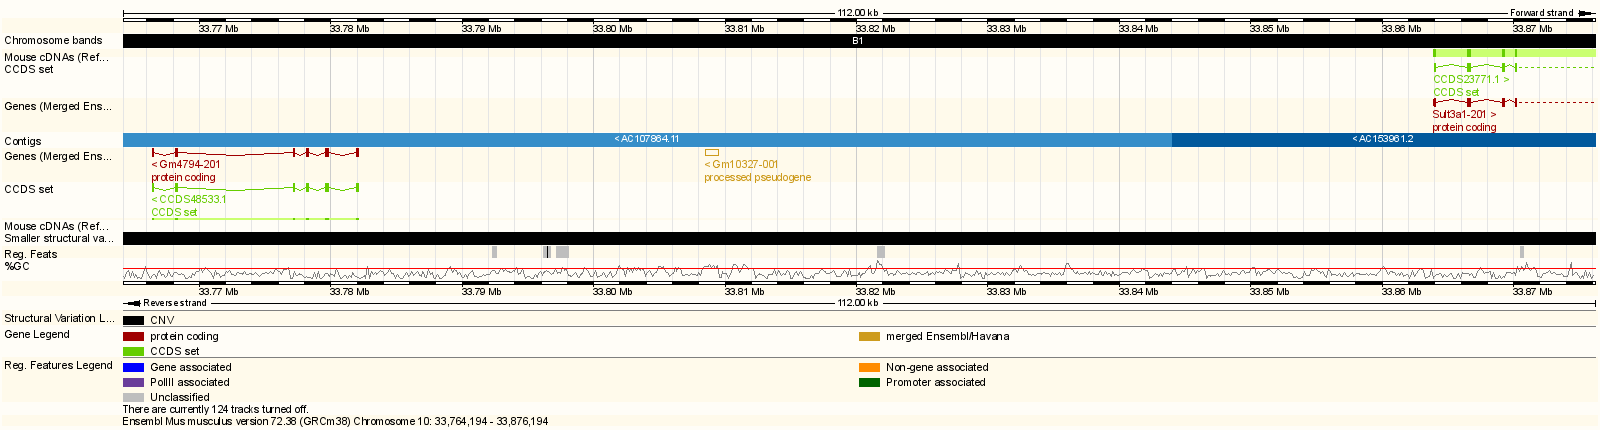 112.00 kb
Forward strand
33.77 Mb 33.78 Mb 33.79 Mb 33.80 Mb 33.81 Mb 33.82 Mb 33.83 Mb 33.84 Mb 33.85 Mb 33.86 Mb 33.87 Mb
Chromosome bands B1
Mouse cDNAs (Ref...
CCDS set
CCDS23771.1 >
CCDS set
Genes (Merged Ens...
Sult3a1-201 >
protein coding
Contigs < AC107864.11 < AC153961.2
Genes (Merged Ens...
< Gm4794-201 < Gm10327-001
protein coding processed pseudogene
CCDS set
< CCDS48533.1
CCDS set
Mouse cDNAs (Ref...
Smaller structural va...
Reg. Feats
%GC
33.77 Mb 33.78 Mb 33.79 Mb 33.80 Mb 33.81 Mb 33.82 Mb 33.83 Mb 33.84 Mb 33.85 Mb 33.86 Mb 33.87 Mb
Reverse strand 112.00 kb
Structural Variation L... CNV
Gene Legend protein coding merged Ensembl/Havana
CCDS set
Reg. Features Legend Gene associated Non-gene associated
PolIII associated Promoter associated
Unclassified
There are currently 124 tracks turned off.
Ensembl Mus musculus version 72.38 (GRCm38) Chromosome 10: 33,764,194 - 33,876,194